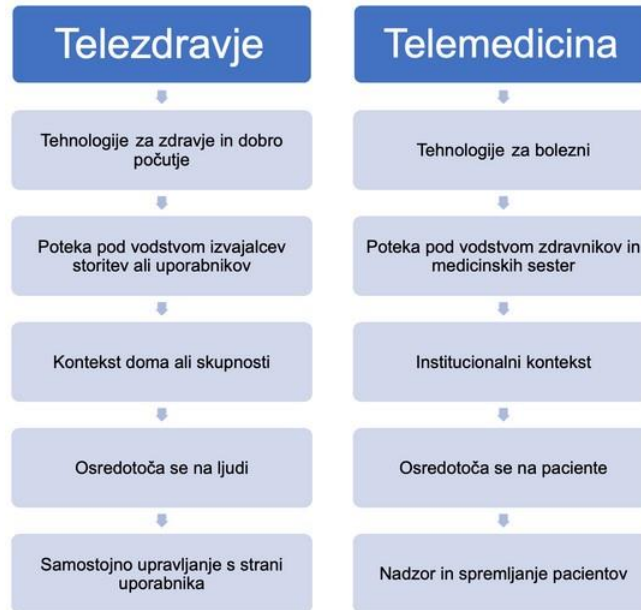 Telezdravje
Tehnologije za zdravje in dobro
počutje
Poteka pod vodstvom izvajalcev
storitev ali uporabnikov
Kontekst doma ali skupnosti
Osredotoča se na ljudi
Samostojno upravljanje s strani
uporabnika
Telemedicina
Tehnologije za bolezni
Poteka pod vodstvom zdravnikov in
medicinskih sester
Institucionalni kontekst
Osredotoča se na paciente
Nadzor in spremljanje pacientov